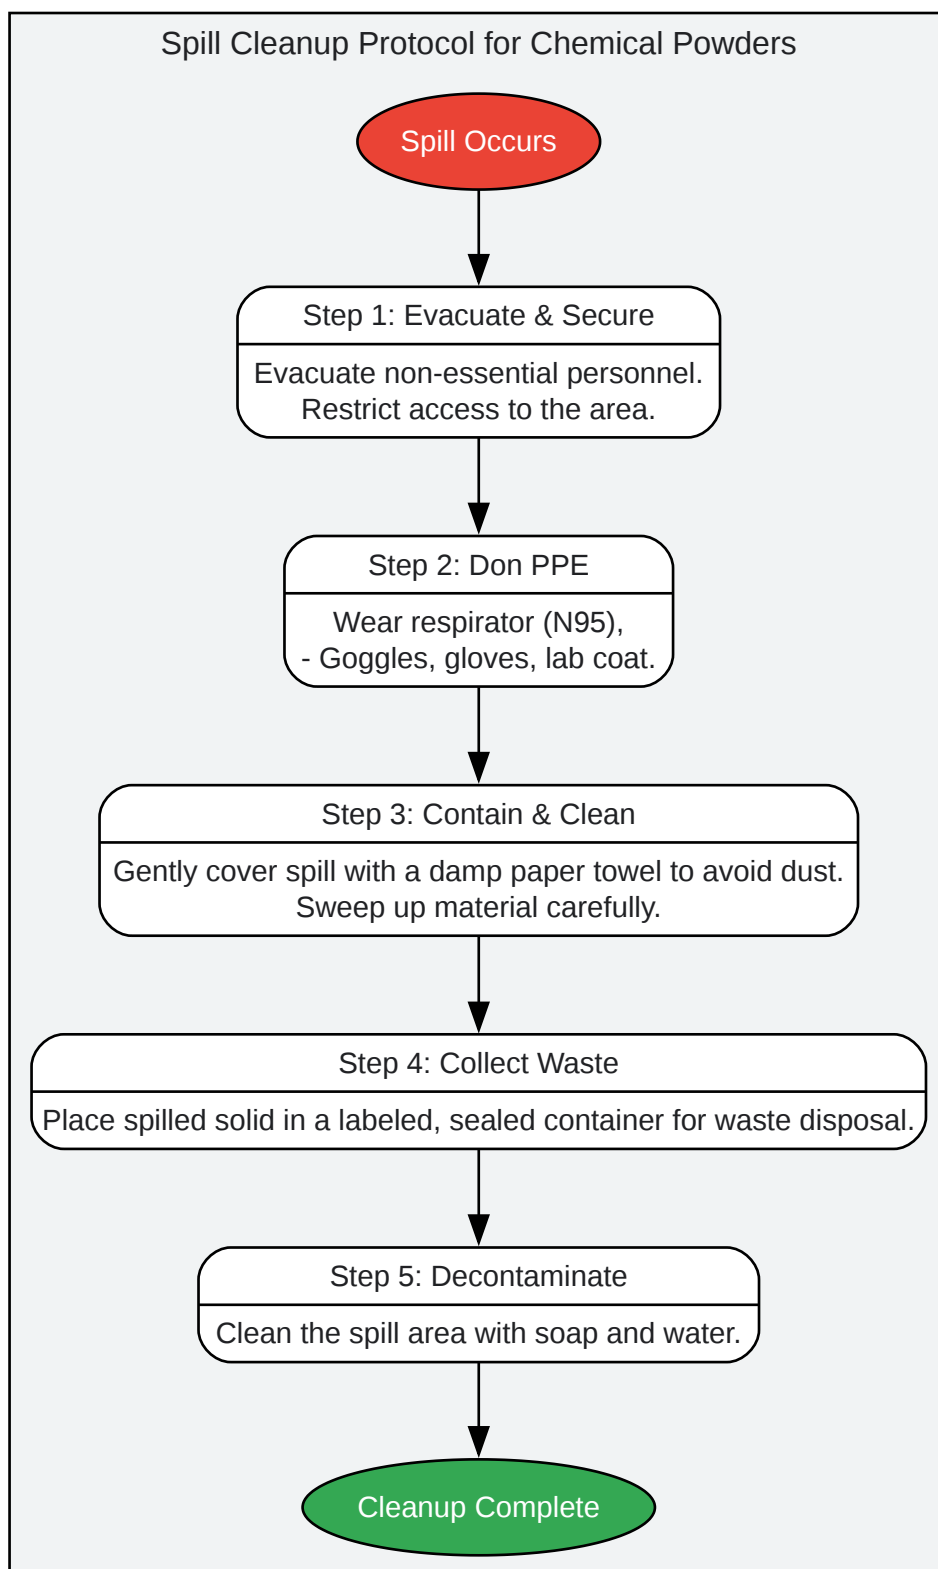 Spill Cleanup Protocol for Chemical Powders
Spill Occurs
Step 1: Evacuate & Secure
Evacuate non-essential personnel.
Restrict access to the area.
Step 2: Don PPE
Wear respirator (N95),
- Goggles, gloves, lab coat.
Step 3: Contain & Clean
Gently cover spill with a damp paper towel to avoid dust.
Sweep up material carefully.
Step 4: Collect Waste
Place spilled solid in a labeled, sealed container for waste disposal.
Step 5: Decontaminate
Clean the spill area with soap and water.
Cleanup Complete